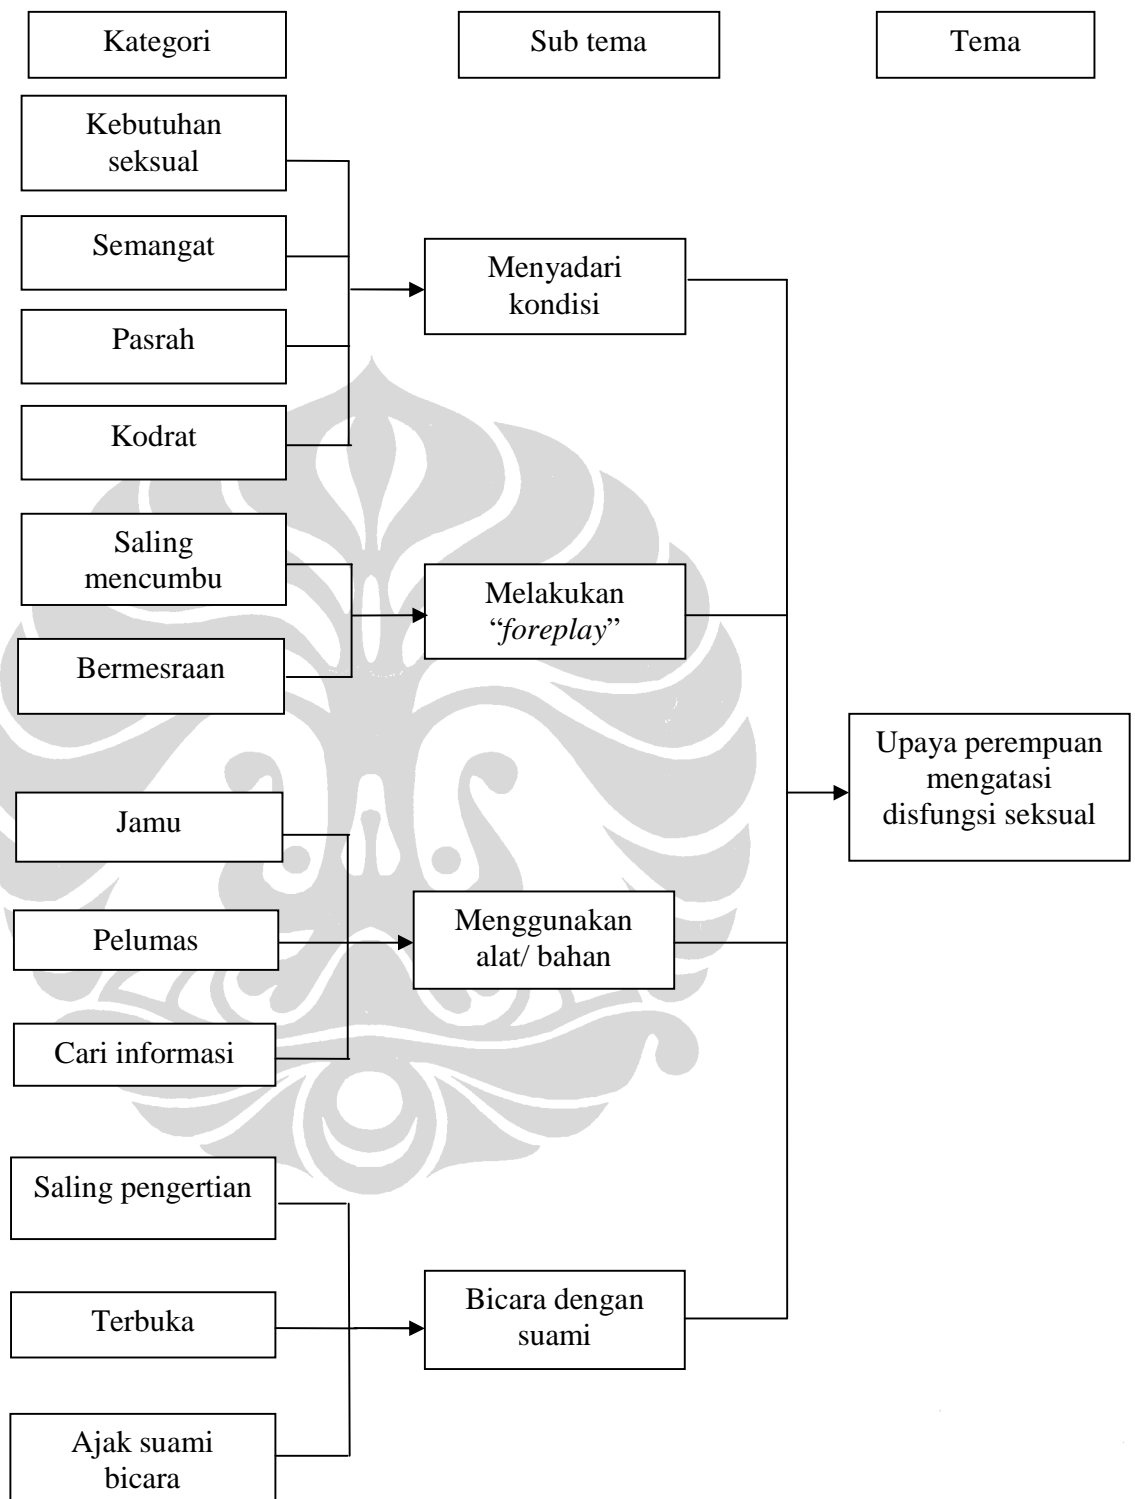 Kategori
Sub tema
Tema
Kebutuhan
seksual
Semangat
Pasrah
Kodrat
Menyadari
kondisi
Saling
mencumbu
Bermesraan
Melakukan
“foreplay”
Jamu
Pelumas
Cari informasi
Menggunakan
alat/ bahan
Saling pengertian
Terbuka
Ajak suami
bicara
Bicara dengan
suami
Upaya perempuan
mengatasi
disfungsi seksual